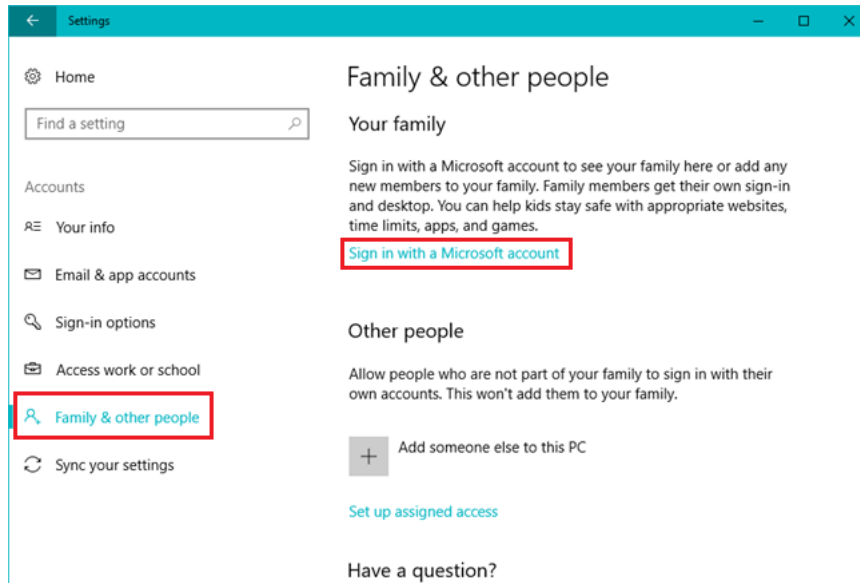 Settings
Home
Find a setting
Accounts
Your info
Email & app accounts
Sign-in options
Access work or school
Family & other people
Sync your settings
Family & other people
Your family
Sign in with a Microsoft account to see your family here or add any
new members to your family. Family members get their own sign-in
and desktop. You can help kids stay safe with appropriate websites,
time limits, apps, and games.
Sign in with a Microsoft account
Other people
Allow people who are not part of your family to sign in with their
own accounts. This won't add them to your family.
Add someone else to this PC
Set up assigned access
Have a question?